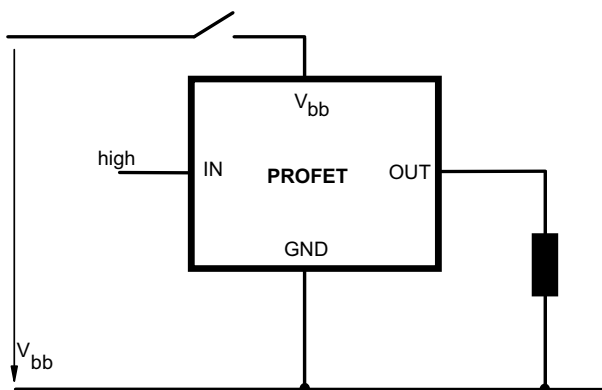 Vbb
high
IN
PROFET
OUT
GND
Vbb